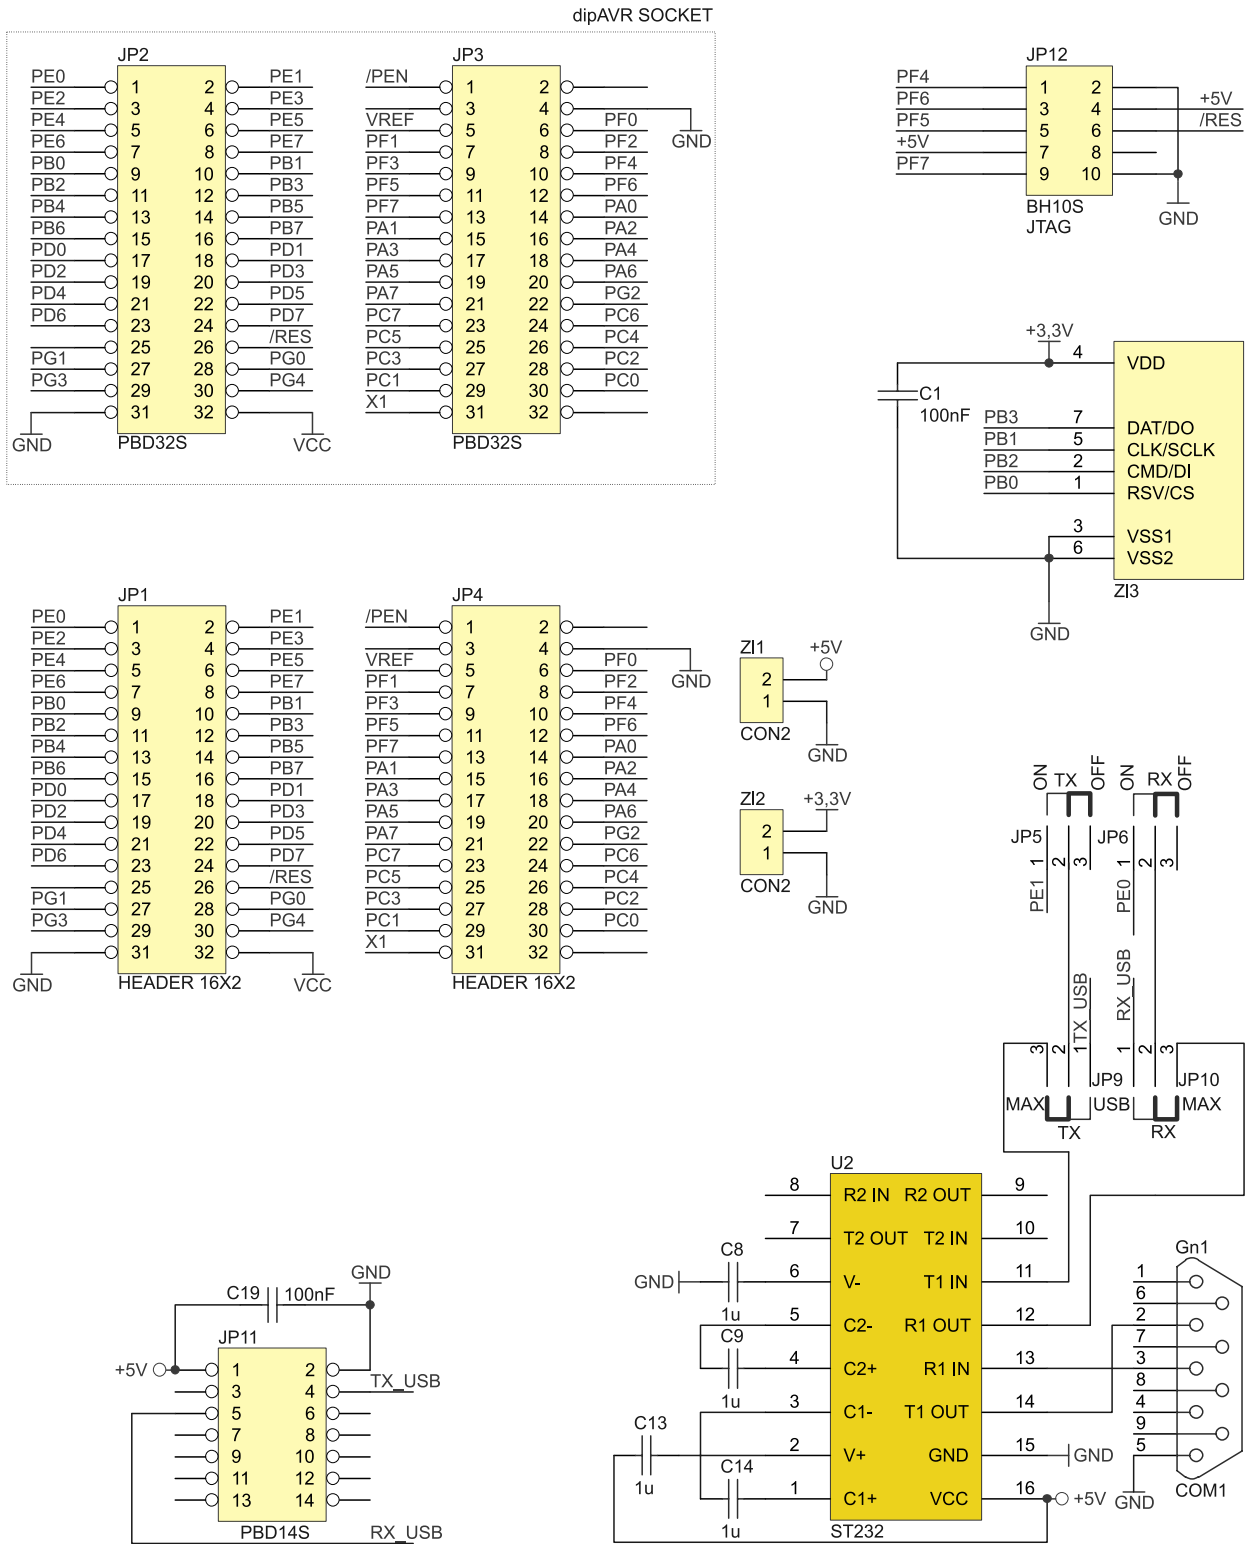 dipAVR SOCKET
JP2
PE0 1 2 PE1
PE2 3 4 PE3
PE4 5 6 PE5
PE6 7 8 PE7
PB0 9 10 PB1
PB2 11 12 PB3
PB4 13 14 PB5
PB6 15 16 PB7
PD0 17 18 PD1
PD2 19 20 PD3
PD4 21 22 PD5
PD6 23 24 PD7
25 26 /RES
PG1 27 28 PG0
PG3 29 30 PG4
31 32
GND PBD32S VCC
JP3
/PEN 1 2
3 4
VREF 5 6 PF0
GND
PF1 7 8 PF2
PF3 9 10 PF4
PF5 11 12 PF6
PF7 13 14 PA0
PA1 15 16 PA2
PA3 17 18 PA4
PA5 19 20 PA6
PA7 21 22 PG2
PC7 23 24 PC6
PC5 25 26 PC4
PC3 27 28 PC2
PC1 29 30 PC0
X1 31 32
PBD32S
JP12
PF4 1 2
PF6 3 4 +5V
PF5 5 6 /RES
+5V 7 8
PF7 9 10
BH10S GND
JTAG
+3,3V
4 VDD
C1
100nF
PB3 7 DAT/DO
PB1 5 CLK/SCLK
PB2 2 CMD/DI
PB0 1 RSV/CS
3 VSS1
6 VSS2
ZI3
GND
JP1
PE0 1 2 PE1
PE2 3 4 PE3
PE4 5 6 PE5
PE6 7 8 PE7
PB0 9 10 PB1
PB2 11 12 PB3
PB4 13 14 PB5
PB6 15 16 PB7
PD0 17 18 PD1
PD2 19 20 PD3
PD4 21 22 PD5
PD6 23 24 PD7
25 26 /RES
PG1 27 28 PG0
PG3 29 30 PG4
31 32
GND HEADER 16X2 VCC
JP4
/PEN 1 2
3 4
VREF 5 6 PF0
GND
PF1 7 8 PF2
PF3 9 10 PF4
PF5 11 12 PF6
PF7 13 14 PA0
PA1 15 16 PA2
PA3 17 18 PA4
PA5 19 20 PA6
PA7 21 22 PG2
PC7 23 24 PC6
PC5 25 26 PC4
PC3 27 28 PC2
PC1 29 30 PC0
X1 31 32
HEADER 16X2
ZI1 +5V
2
1
CON2
GND
ZI2 +3,3V
2
1
CON2
GND
ON TX OFF
ON RX OFF
JP5 1 2 3
JP6 1 2 3
PE1
PE0
TX_USB
RX_USB
3 2 1
1 2 3
JP9
JP10
MAX USB MAX
TX RX
GND
C19 100nF
JP11
+5V 1 2
3 4 TX_USB
5 6
7 8
9 10
11 12
13 14
PBD14S RX_USB
U2
8 R2 IN R2 OUT 9
7 T2 OUT T2 IN 10
C8
GND 6 V- T1 IN 11
1u
5 C2- R1 OUT 12
C9
4 C2+ R1 IN 13
1u
3 C1- T1 OUT 14
C13
2 V+ GND 15 GND
1u
C14
1 C1+ VCC 16 +5V
1u
ST232
Gn1
1
6
2
7
3
8
4
9
5
GND COM1